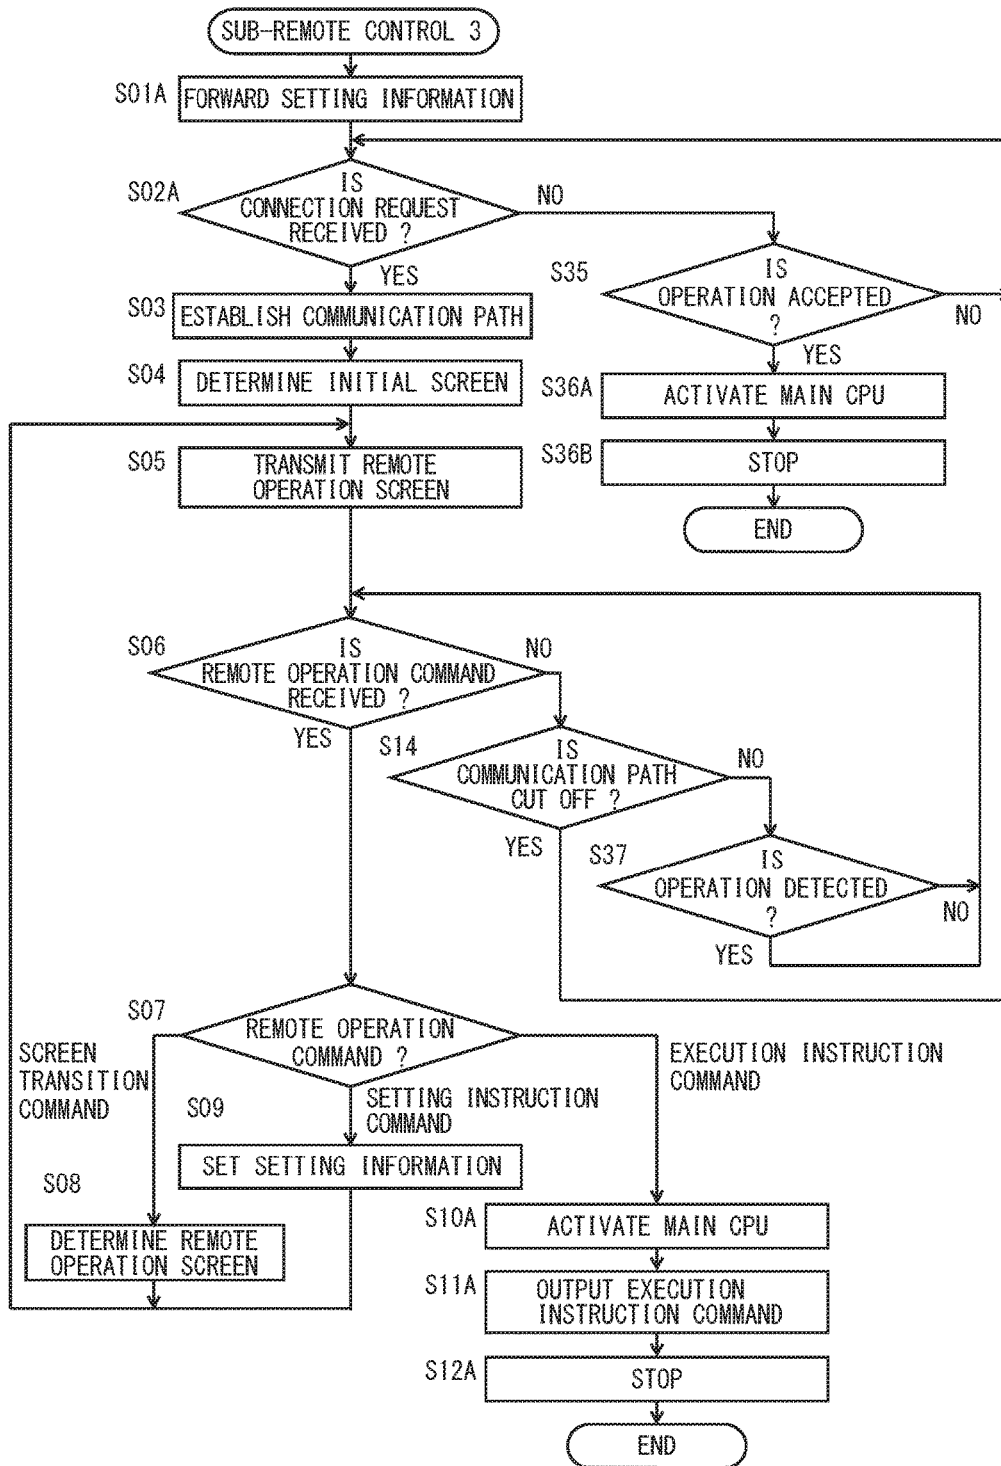 SUB-REMOTE CONTROL 3
S01A
FORWARD SETTING INFORMATION
S02A
IS
CONNECTION REQUEST
RECEIVED ?
NO
YES
S35
IS
OPERATION ACCEPTED
?
NO
YES
S03
ESTABLISH COMMUNICATION PATH
S04
DETERMINE INITIAL SCREEN
S36A
ACTIVATE MAIN CPU
S05
TRANSMIT REMOTE
OPERATION SCREEN
S36B
STOP
END
S06
IS
REMOTE OPERATION COMMAND
RECEIVED ?
NO
YES
S14
IS
COMMUNICATION PATH
CUT OFF ?
NO
YES
S37
IS
OPERATION DETECTED
?
NO
YES
S07
REMOTE OPERATION
COMMAND ?
SCREEN
TRANSITION
COMMAND
SETTING INSTRUCTION
COMMAND
EXECUTION INSTRUCTION
COMMAND
S09
SET SETTING INFORMATION
S08
DETERMINE REMOTE
OPERATION SCREEN
S10A
ACTIVATE MAIN CPU
S11A
OUTPUT EXECUTION
INSTRUCTION COMMAND
S12A
STOP
END